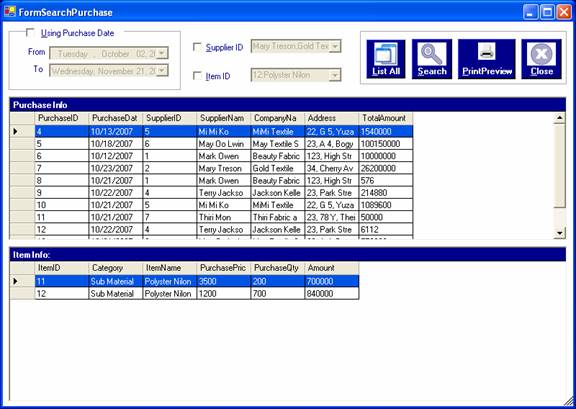 FormSearchPurchase
Using Purchase Date
From Tuesday , October 02, 20
To Wednesday, November 21, 20
Supplier ID Mary Treson,Gold Tex
Item ID 12:Polyster Nilon
List All Search PrintPreview Close
Purchase Info
PurchaseID PurchaseDat SupplierID SupplierNam CompanyNa Address TotalAmount
4 10/13/2007 5 Mi Mi Ko MiMi Textile 22, G 5, Yuza 1540000
5 10/18/2007 6 May Oo Lwin May Textile S 23, A 4, Bogy 100150000
6 10/12/2007 1 Mark Owen Beauty Fabric 123, High Str 10000000
7 10/23/2007 2 Mary Treson Gold Textile 34, Cherry Av 26200000
8 10/21/2007 1 Mark Owen Beauty Fabric 123, High Str 576
9 10/22/2007 4 Terry Jackso Jackson Kelle 23, Park Stre 214880
10 10/21/2007 5 Mi Mi Ko MiMi Textile 22, G 5, Yuza 1089600
11 10/21/2007 7 Thiri Mon Thiri Fabric a 23, 78 Y, Thei 50000
12 10/22/2007 4 Terry Jackso Jackson Kelle 23, Park Stre 6112
Item Info:
ItemID Category ItemName PurchasePric PurchaseQty Amount
11 Sub Material Polyster Nilon 3500 200 700000
12 Sub Material Polyster Nilon 1200 700 840000